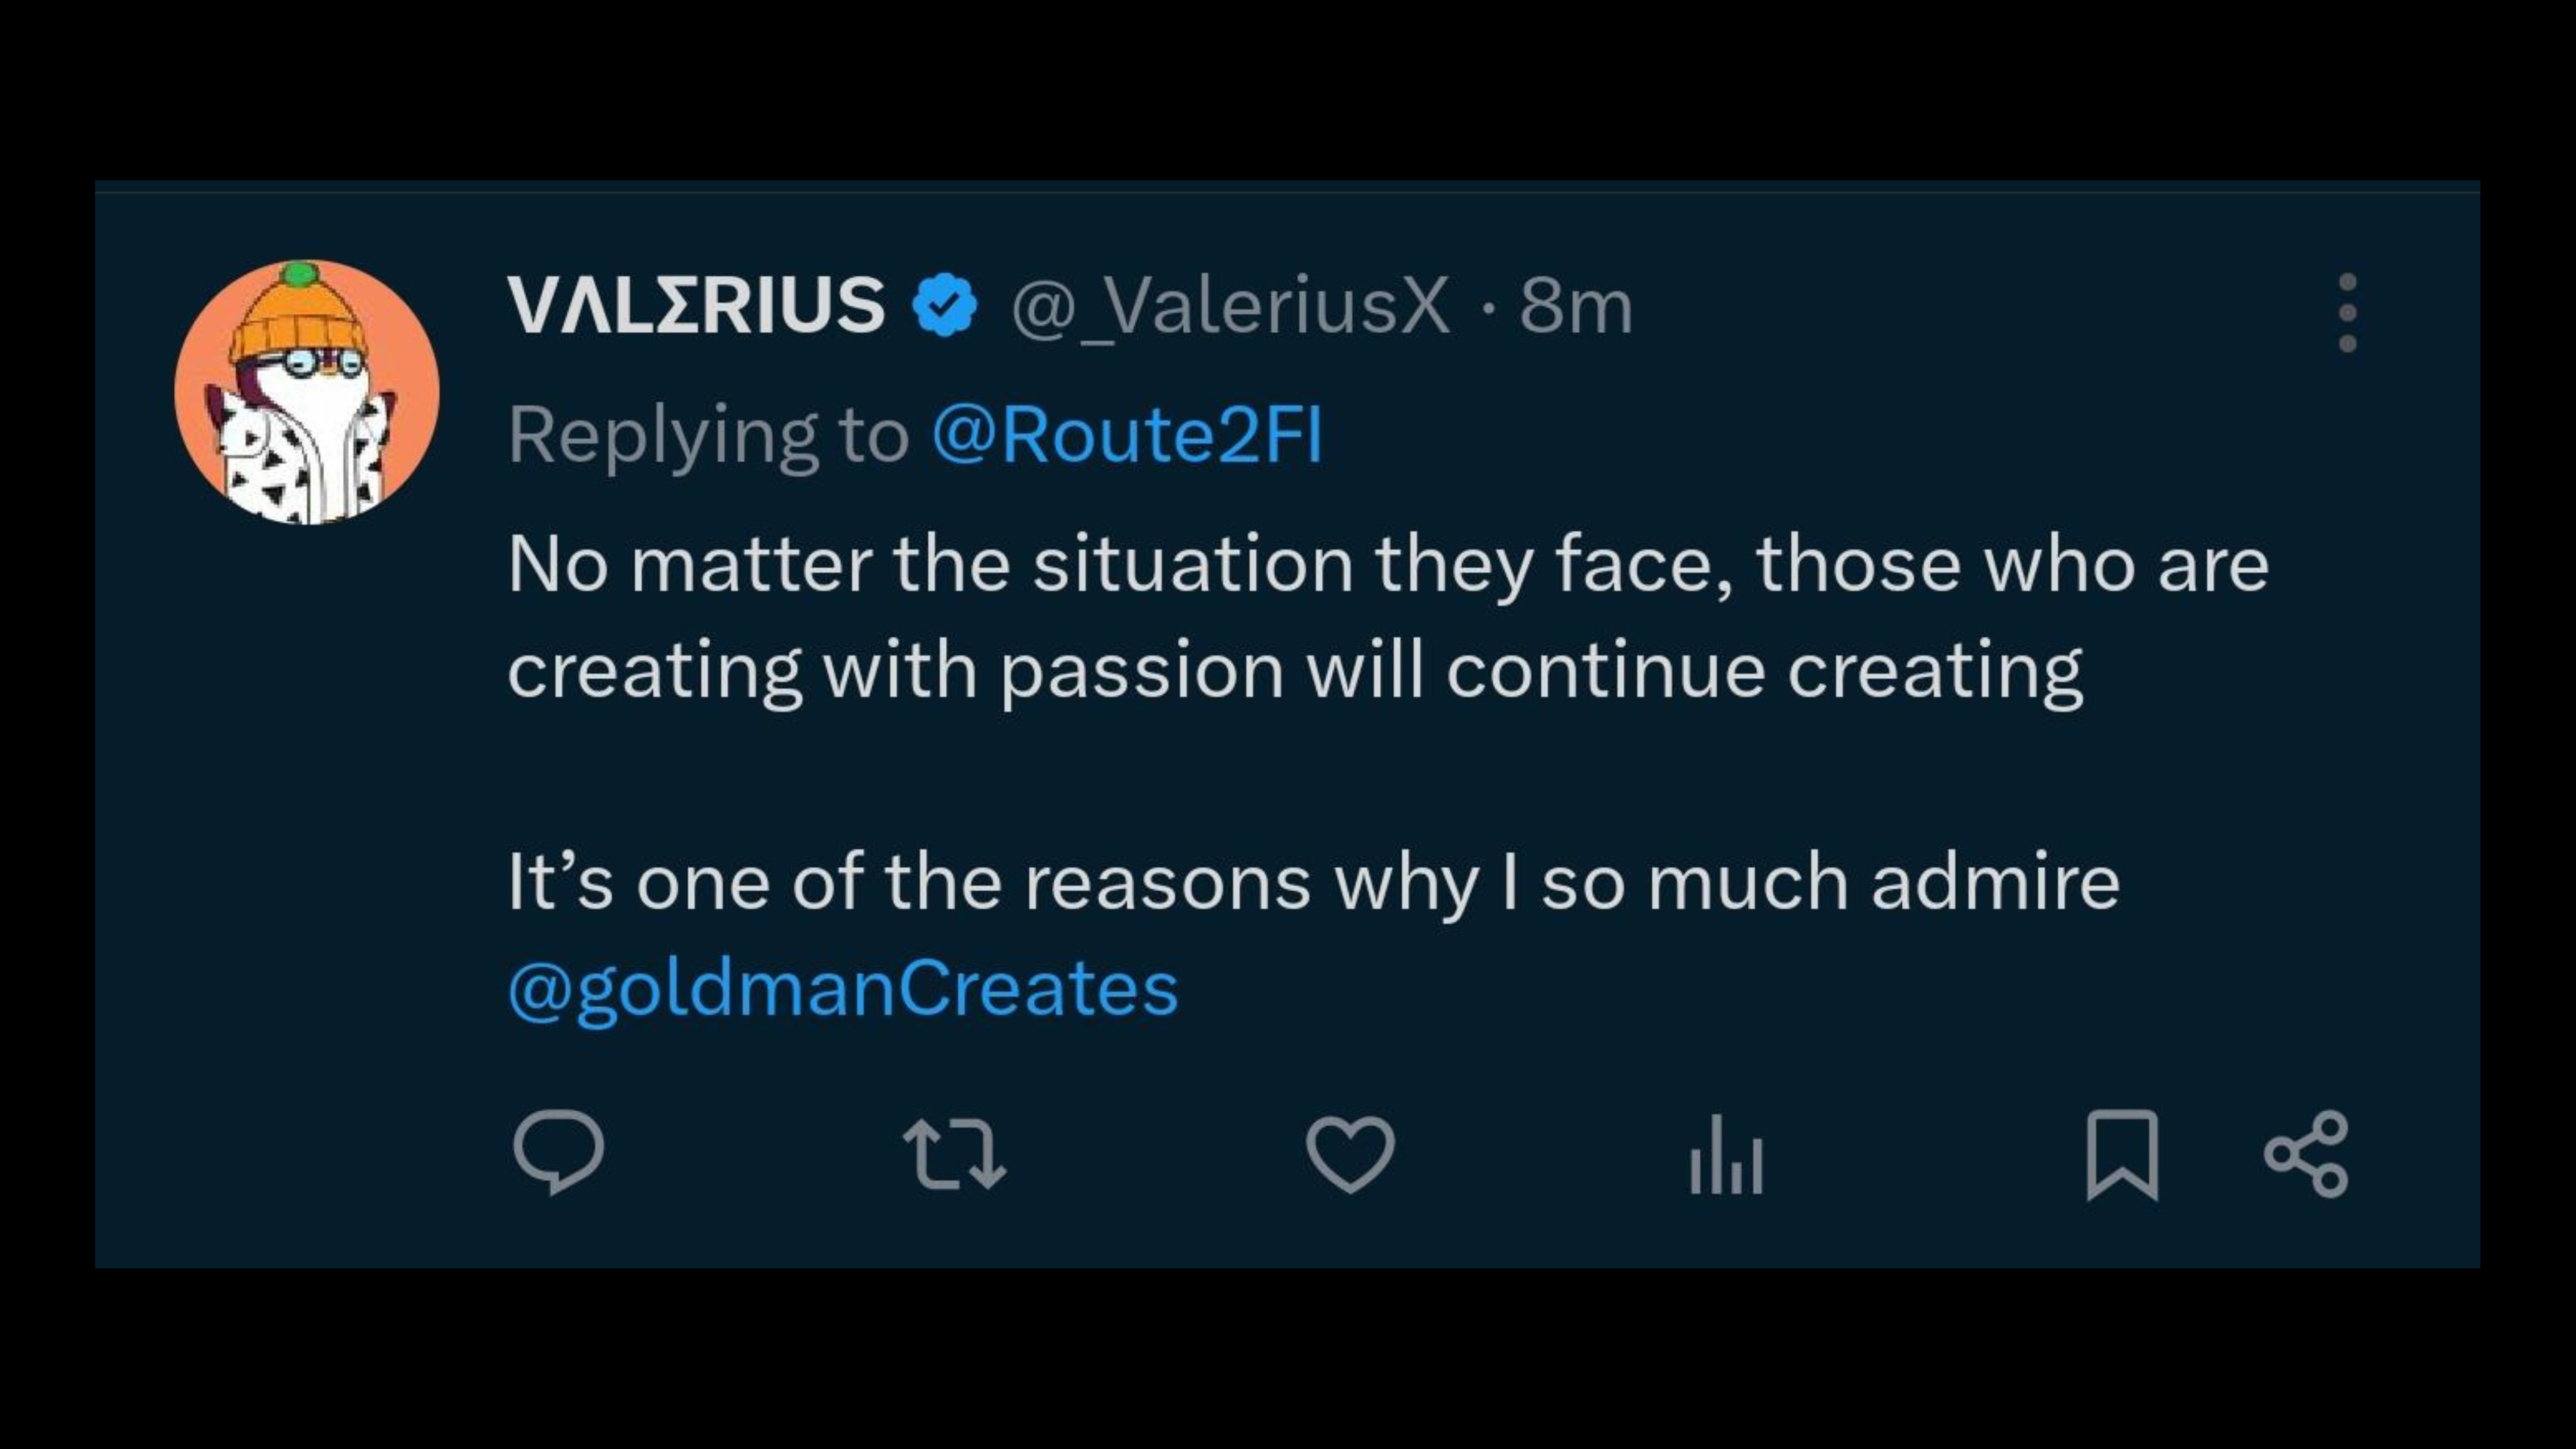 VΛLΣRIUS @_ValeriusX · 8m
Replying to @Route2FI
No matter the situation they face, those who are
creating with passion will continue creating
It’s one of the reasons why I so much admire
@goldmanCreates